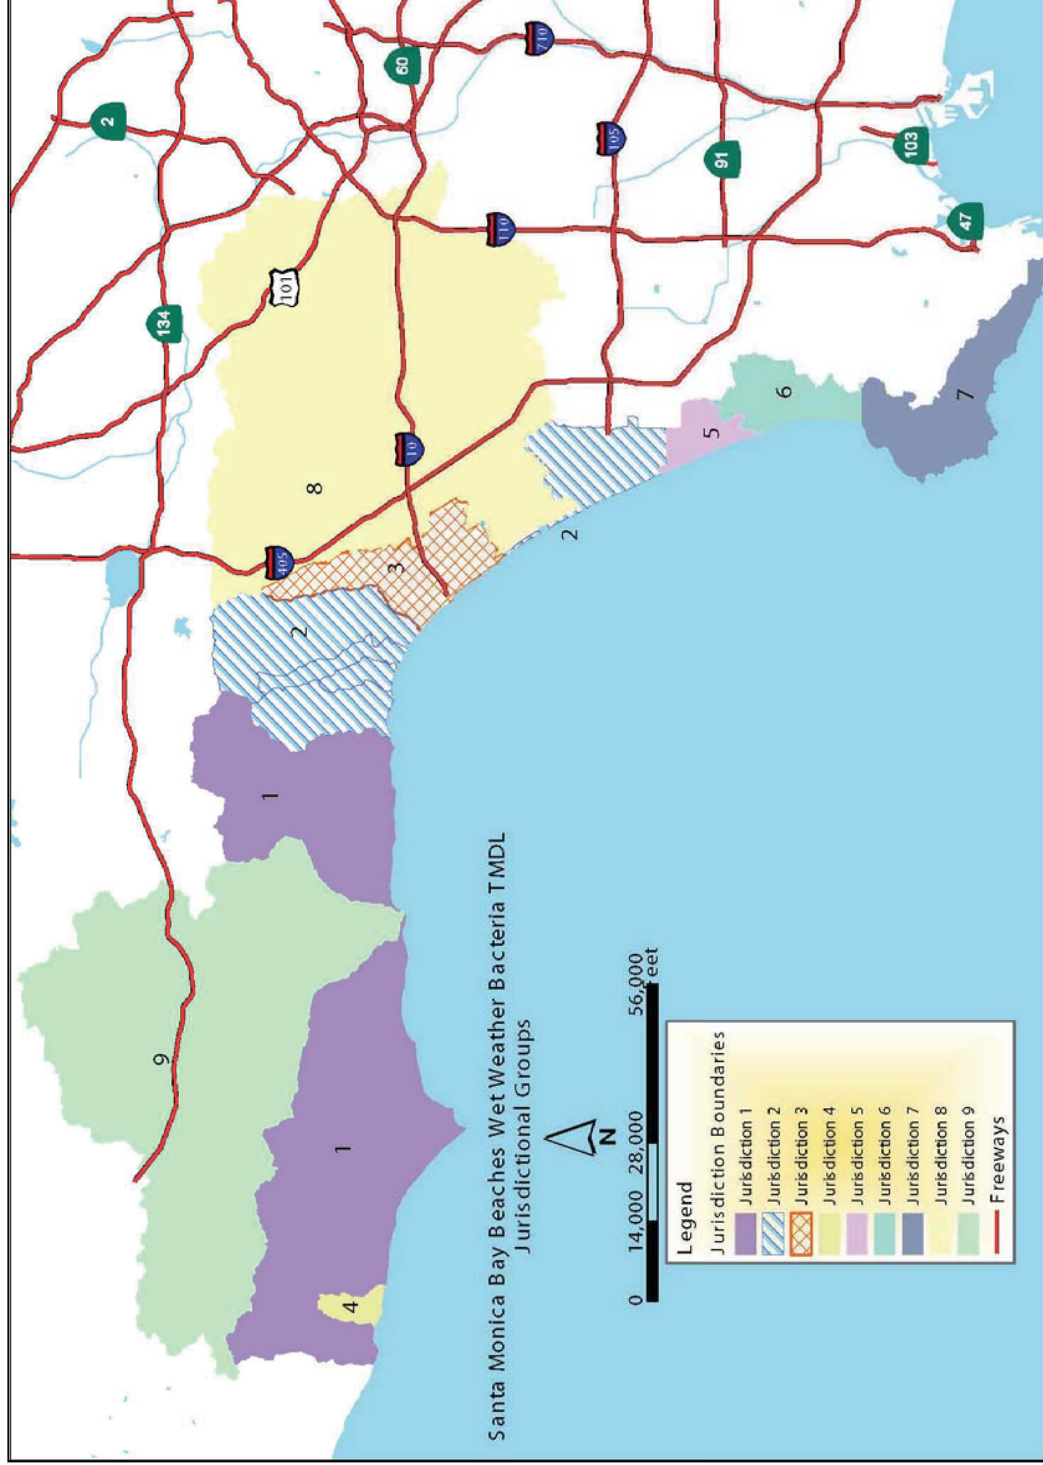 Santa Monica Bay Beaches Wet Weather Bacteria TMDL
Jurisdictional Groups
N
0 14,000 28,000 56,000
Feet
Legend
Jurisdiction Boundaries
Jurisdiction 1
Jurisdiction 2
Jurisdiction 3
Jurisdiction 4
Jurisdiction 5
Jurisdiction 6
Jurisdiction 7
Jurisdiction 8
Jurisdiction 9
Freeways
9
1
4
1
2
3
8
2
5
6
7
134
101
2
60
405
10
110
710
105
91
103
47